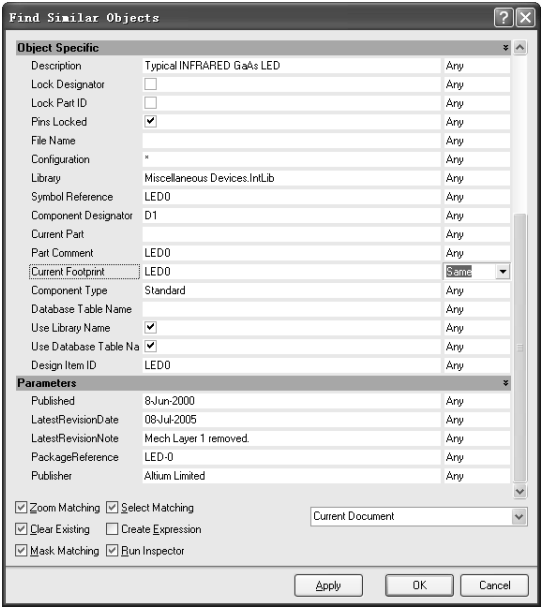 Find Similar Objects
Object Specific
Description Typical INFRARED GaAs LED Any
Lock Designator Any
Lock Part ID Any
Pins Locked Any
File Name Any
Configuration * Any
Library Miscellaneous Devices.IntLib Any
Symbol Reference LED0 Any
Component Designator D1 Any
Current Part Any
Part Comment LED0 Any
Current Footprint LED0 Same
Component Type Standard Any
Database Table Name Any
Use Library Name Any
Use Database Table Na Any
Design Item ID LED0 Any
Parameters
Published 8-Jun-2000 Any
LatestRevisionDate 08-Jul-2005 Any
LatestRevisionNote Mech Layer 1 removed. Any
PackageReference LED-0 Any
Publisher Altium Limited Any
Zoom Matching Select Matching
Current Document
Clear Existing Create Expression
Mask Matching Run Inspector
Apply OK Cancel